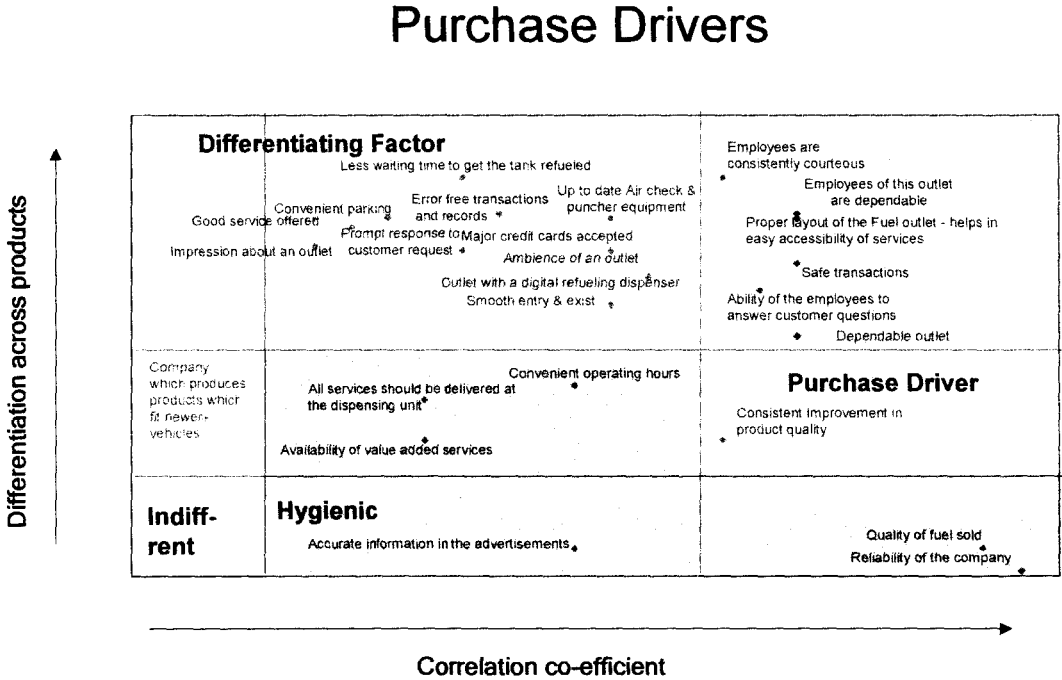 Purchase Drivers
Differentiation across products
Differentiating Factor
Less waiting time to get the tank refueled
Convenient parking
Good service offered
Error free transactions
and records
Up to date Air check &
puncher equipment
Impression about an outlet
Prompt response to
customer request
Major credit cards accepted
Ambience of an outlet
Outlet with a digital refueling dispenser
Smooth entry & exist
Employees are
consistently courteous
Employees of this outlet
are dependable
Proper layout of the Fuel outlet - helps in
easy accessibility of services
Safe transactions
Ability of the employees to
answer customer questions
Dependable outlet
Company
which produces
products which
fit newer
vehicles
All services should be delivered at
the dispensing unit
Convenient operating hours
Availability of value added services
Purchase Driver
Consistent Improvement in
product quality
Indiff-
rent
Hygienic
Accurate information in the advertisements
Quality of fuel sold
Reliability of the company
Correlation co-efficient